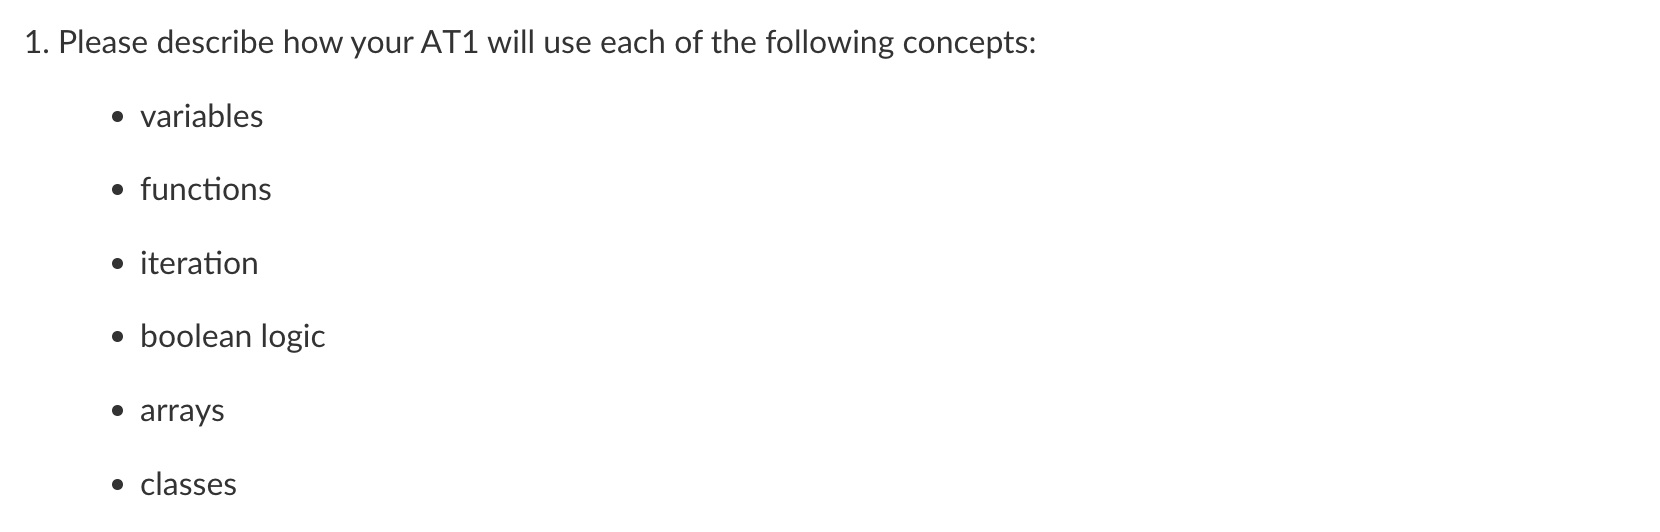 1. Please describe how your AT1 will use each of the following concepts:
• variables
• functions
• iteration
• boolean logic
• arrays
• classes